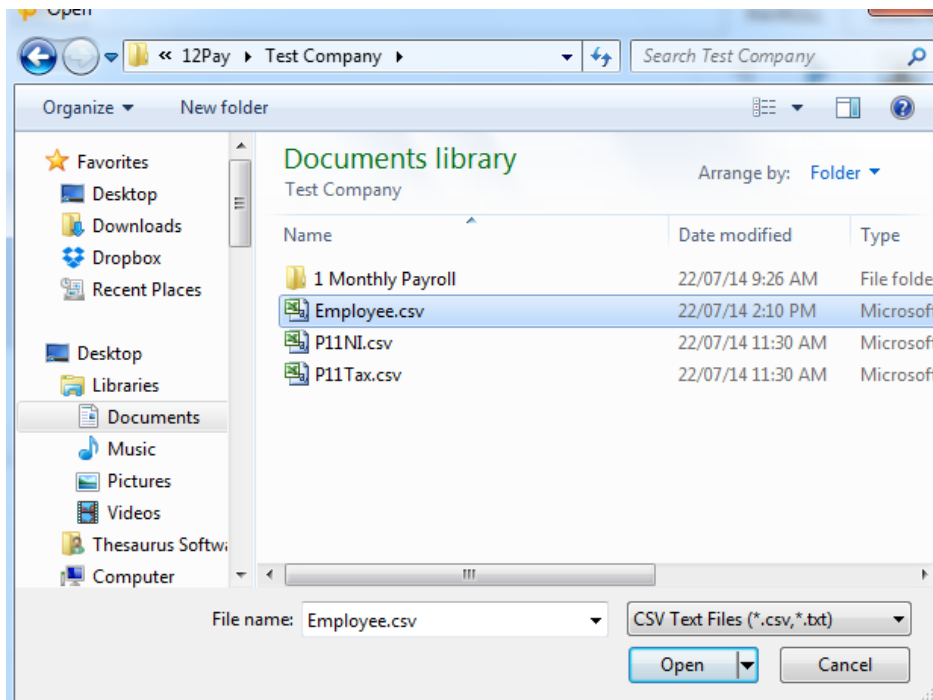 Open
« 12Pay Test Company
Search Test Company
Organize New folder
Favorites
Desktop
Downloads
Dropbox
Recent Places
Desktop
Libraries
Documents
Music
Pictures
Videos
Thesaurus Softw
Computer
Documents library
Test Company
Arrange by: Folder
Name Date modified Type
1 Monthly Payroll 22/07/14 9:26 AM File folde
Employee.csv 22/07/14 2:10 PM Microsof
P11NI.csv 22/07/14 11:30 AM Microsof
P11Tax.csv 22/07/14 11:30 AM Microsof
File name: Employee.csv CSV Text Files (*.csv,*.txt)
Open Cancel